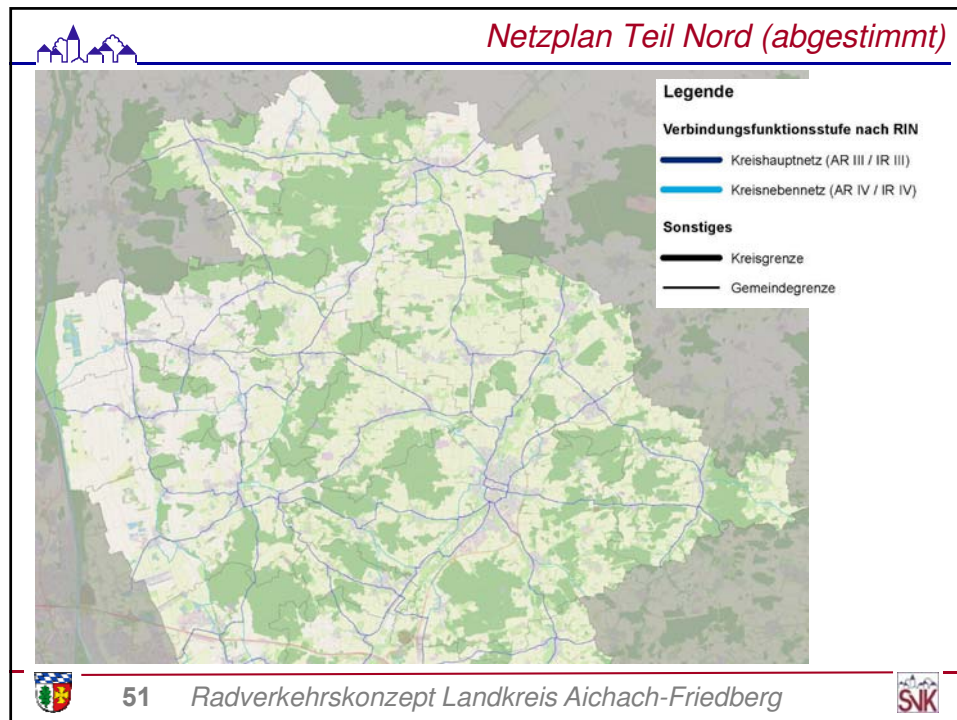 Netzplan Teil Nord (abgestimmt)
Legende
Verbindungsfunktionsstufe nach RIN
Kreishauptnetz (AR III / IR III)
Kreisnebennetz (AR IV / IR IV)
Sonstiges
Kreisgrenze
Gemeindegrenze
51 Radverkehrskonzept Landkreis Aichach-Friedberg
SVK